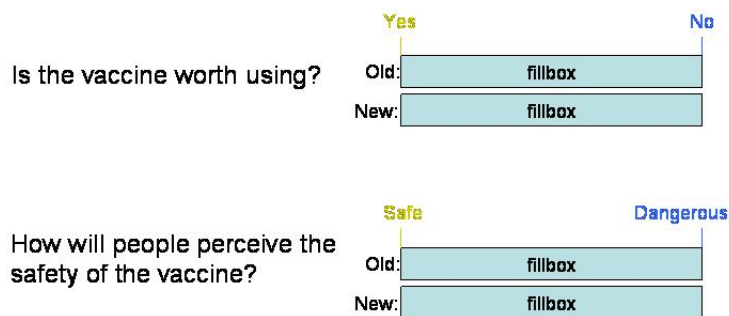 Yes No
Is the vaccine worth using? Old: fillbox
New: fillbox
Safe Dangerous
How will people perceive the
safety of the vaccine?
Old: fillbox
New: fillbox